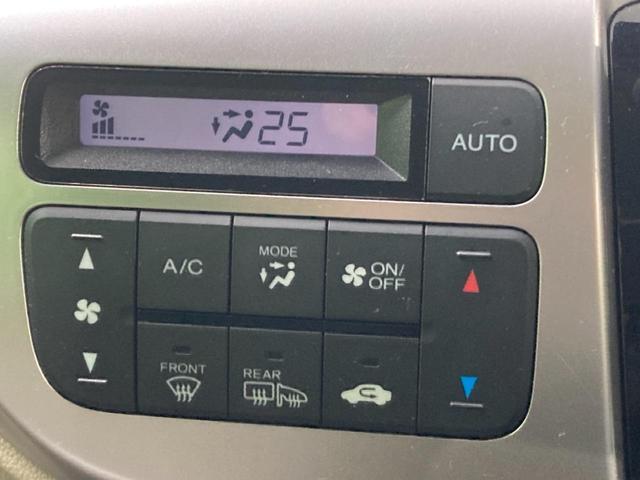 25
AUTO
A/C
MODE
ON/
OFF
FRONT
REAR